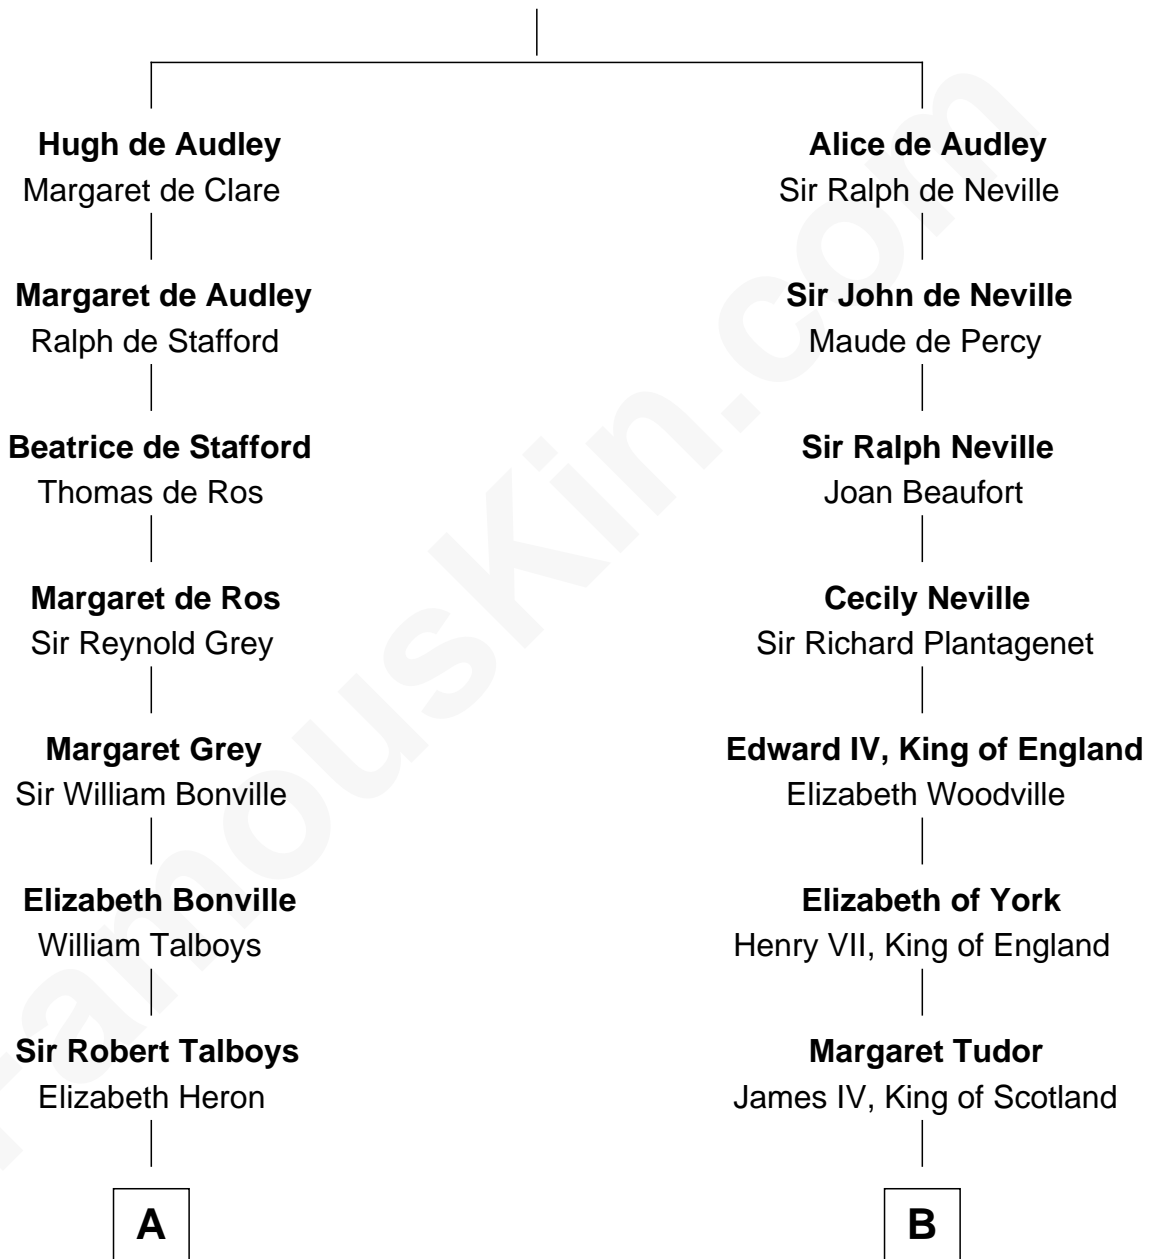 Hugh de Audley
Margaret de Clare
Margaret de Audley
Ralph de Stafford
Beatrice de Stafford
Thomas de Ros
Margaret de Ros
Sir Reynold Grey
Margaret Grey
Sir William Bonville
Elizabeth Bonville
William Talboys
Sir Robert Talboys
Elizabeth Heron
A
Alice de Audley
Sir Ralph de Neville
Sir John de Neville
Maude de Percy
Sir Ralph Neville
Joan Beaufort
Cecily Neville
Sir Richard Plantagenet
Edward IV, King of England
Elizabeth Woodville
Elizabeth of York
Henry VII, King of England
Margaret Tudor
James IV, King of Scotland
B
FamousKin.com